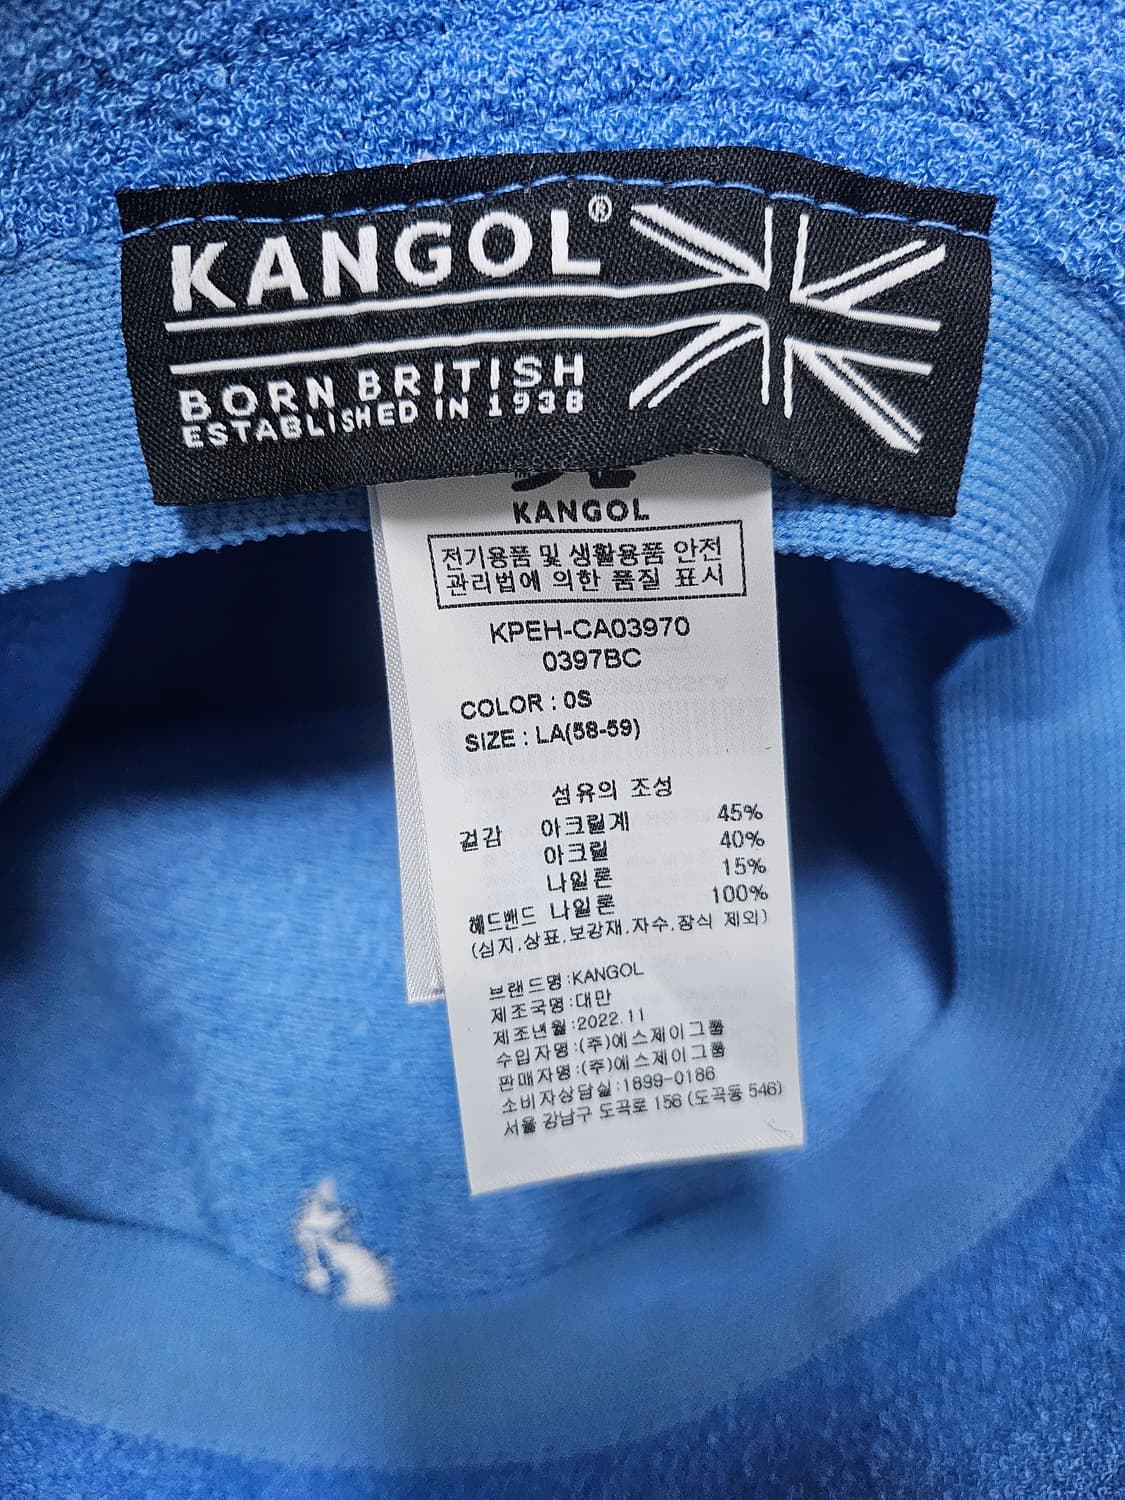 KANGOL®
BORN BRITISH
ESTABLISHED IN 1938
KANGOL
전기용품 및 생활용품 안전
관리법에 의한 품질 표시
KPEH-CA03970
0397BC
COLOR : 0S
SIZE : LA(58-59)
섬유의 조성
겉감 아크릴계 45%
아크릴 40%
나일론 15%
헤드밴드 나일론 100%
(심지,상표,보강재,자수,장식 제외)
브랜드명:KANGOL
제조국명:대만
제조년월:2022.11
수입자명:(주)에스제이그룹
판매자명:(주)에스제이그룹
소비자상담실:1899-0186
서울 강남구 도곡로 156 (도곡동 546)